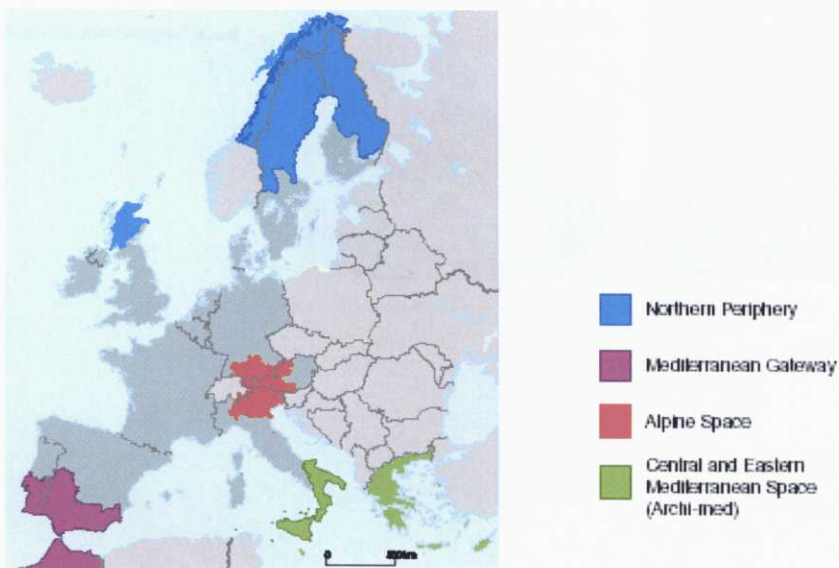 Northern Periphery
Mediterranean Gateway
Alpine Space
Central and Eastern
Mediterranean Space
(Archi-med)
0